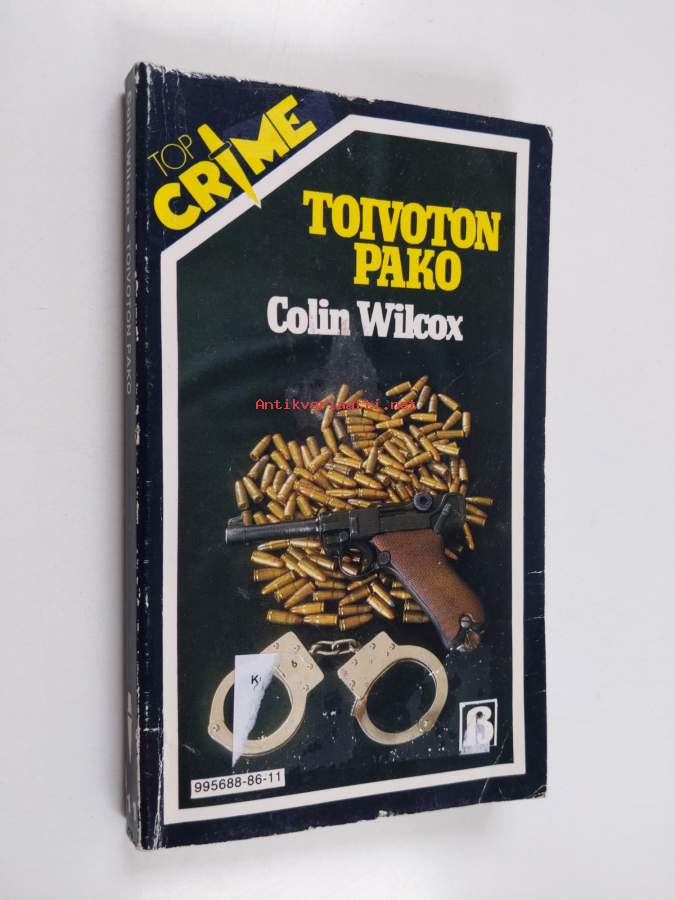 TOP
CRIME
TOIVOTON
PAKO
Colin Wilcox
Antikvariaatti.net
K
995688-86-11
B
Colin Wilcox • TOIVOTON PAKO